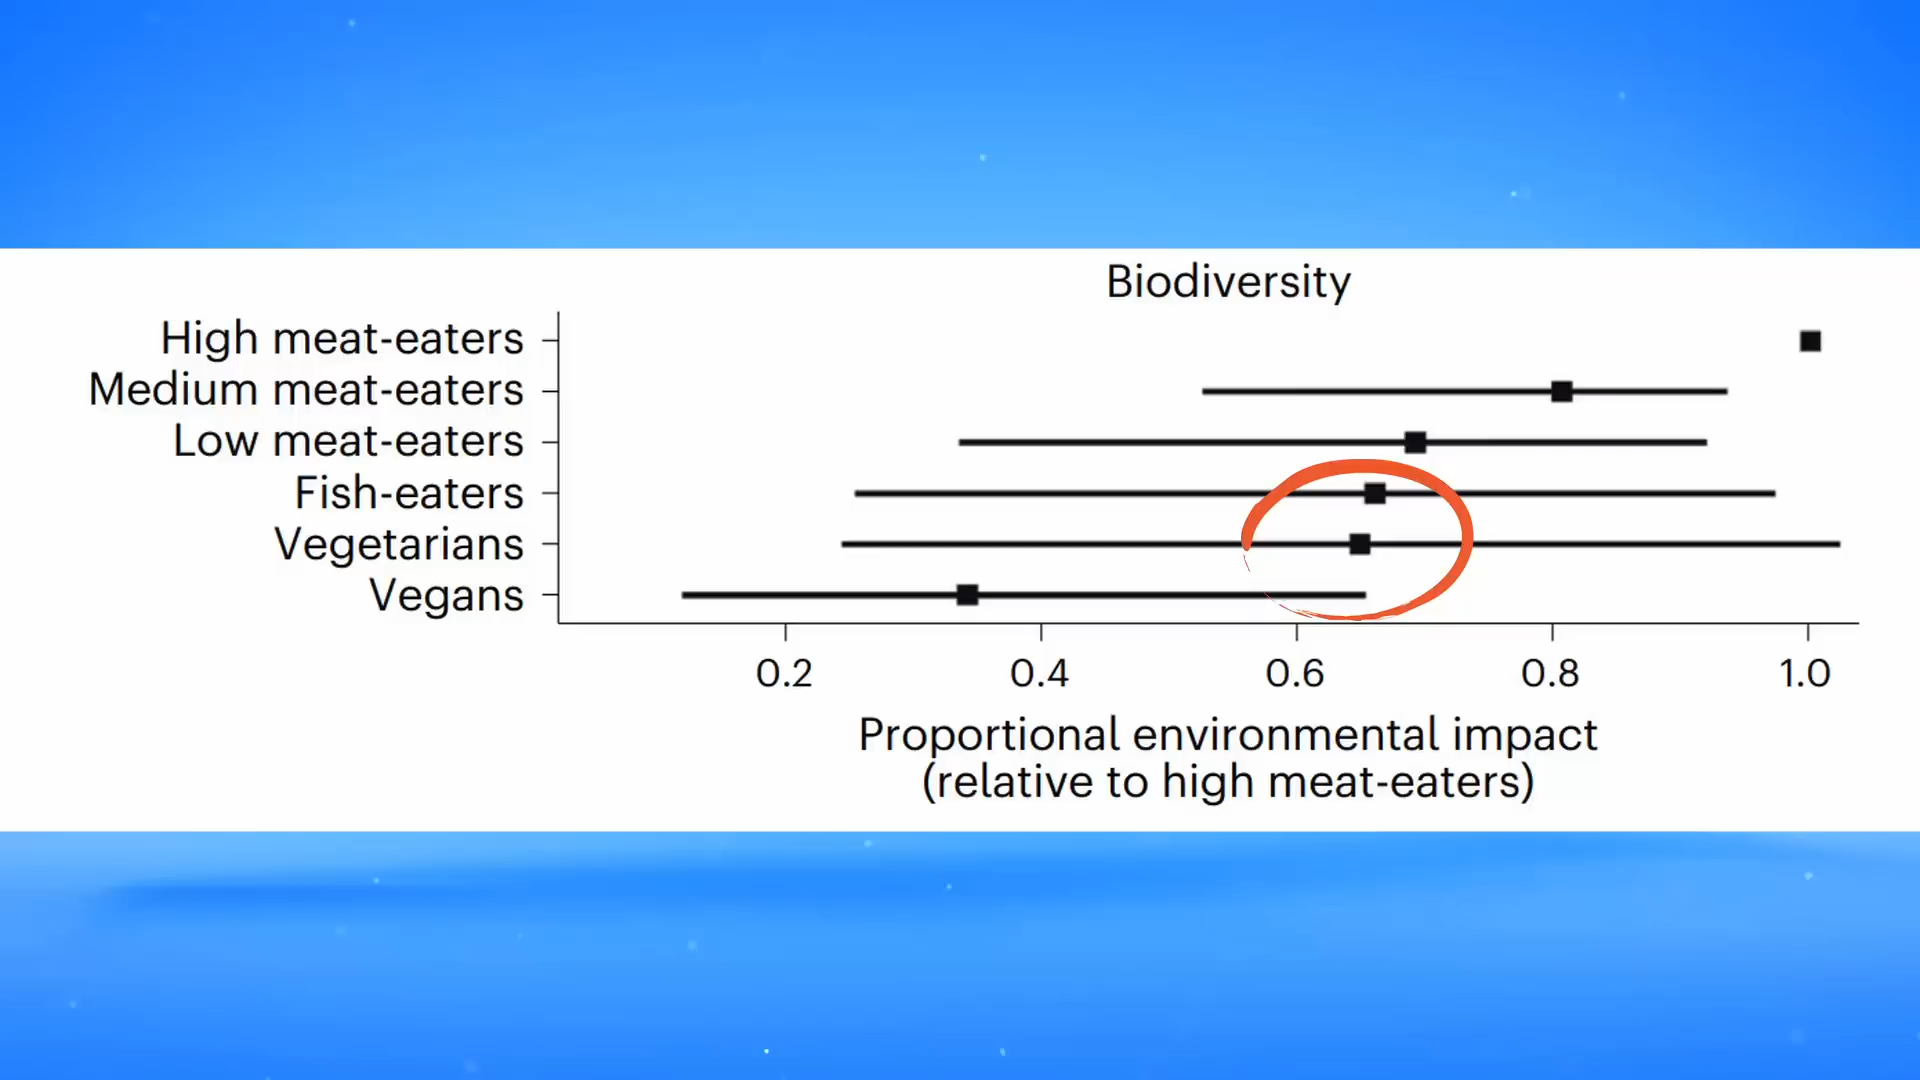 Biodiversity
High meat-eaters
Medium meat-eaters
Low meat-eaters
Fish-eaters
Vegetarians
Vegans
0.2 0.4 0.6 0.8 1.0
Proportional environmental impact
(relative to high meat-eaters)